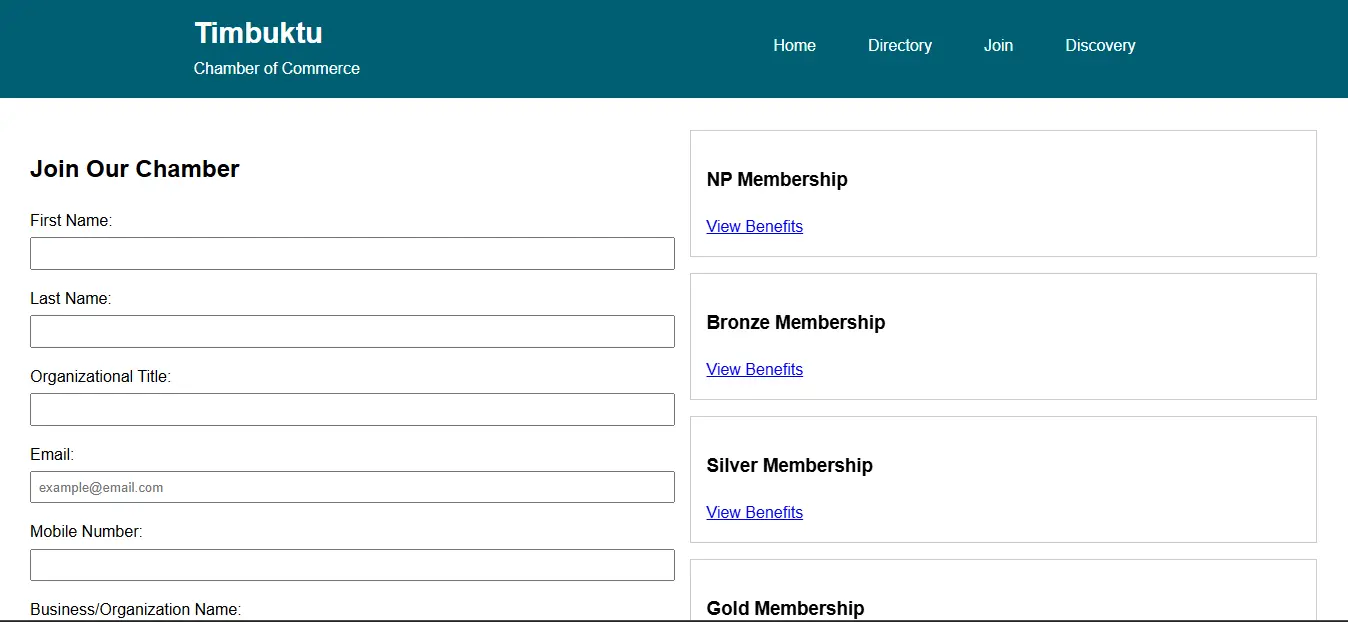 Timbuktu
Chamber of Commerce
Home Directory Join Discovery
Join Our Chamber
First Name:
Last Name:
Organizational Title:
Email:
example@email.com
Mobile Number:
Business/Organization Name:
NP Membership
View Benefits
Bronze Membership
View Benefits
Silver Membership
View Benefits
Gold Membership